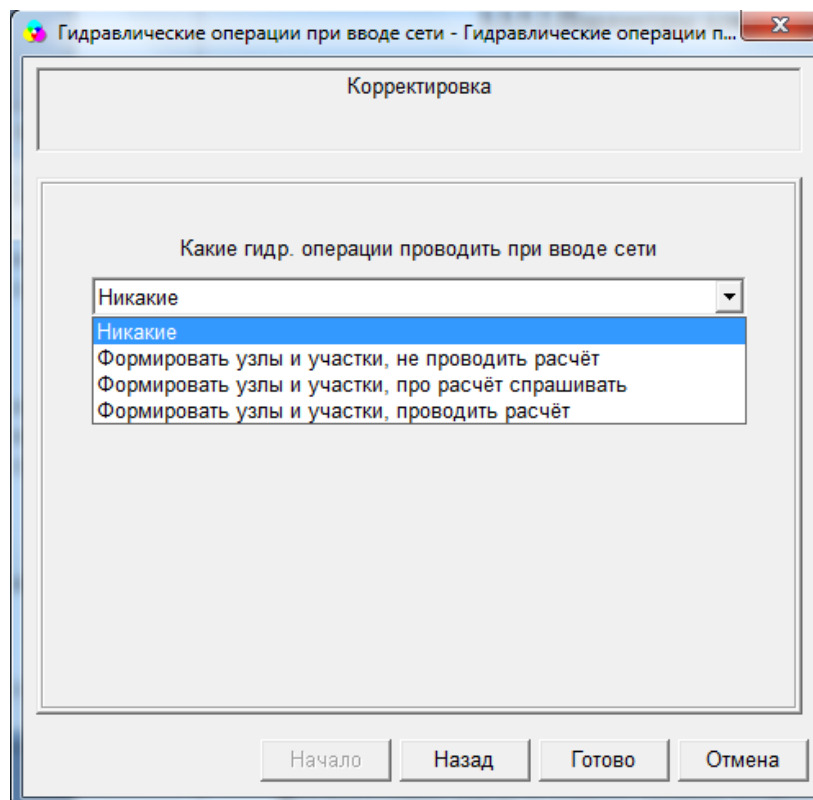 Гидравлические операции при вводе сети - Гидравлические операции п...
Корректировка
Какие гидр. операции проводить при вводе сети
Никакие
Никакие
Формировать узлы и участки, не проводить расчёт
Формировать узлы и участки, про расчёт спрашивать
Формировать узлы и участки, проводить расчёт
Начало Назад Готово Отмена